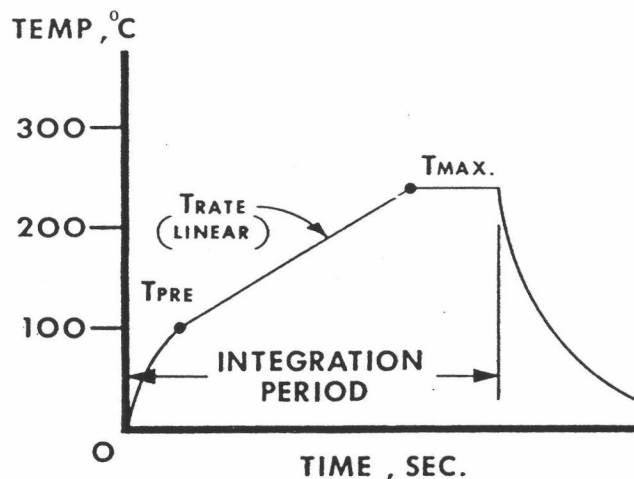 TEMP, °C
300
TMAX.
TRATE
(LINEAR)
200
TPRE
100
INTEGRATION
PERIOD
O
TIME, SEC.